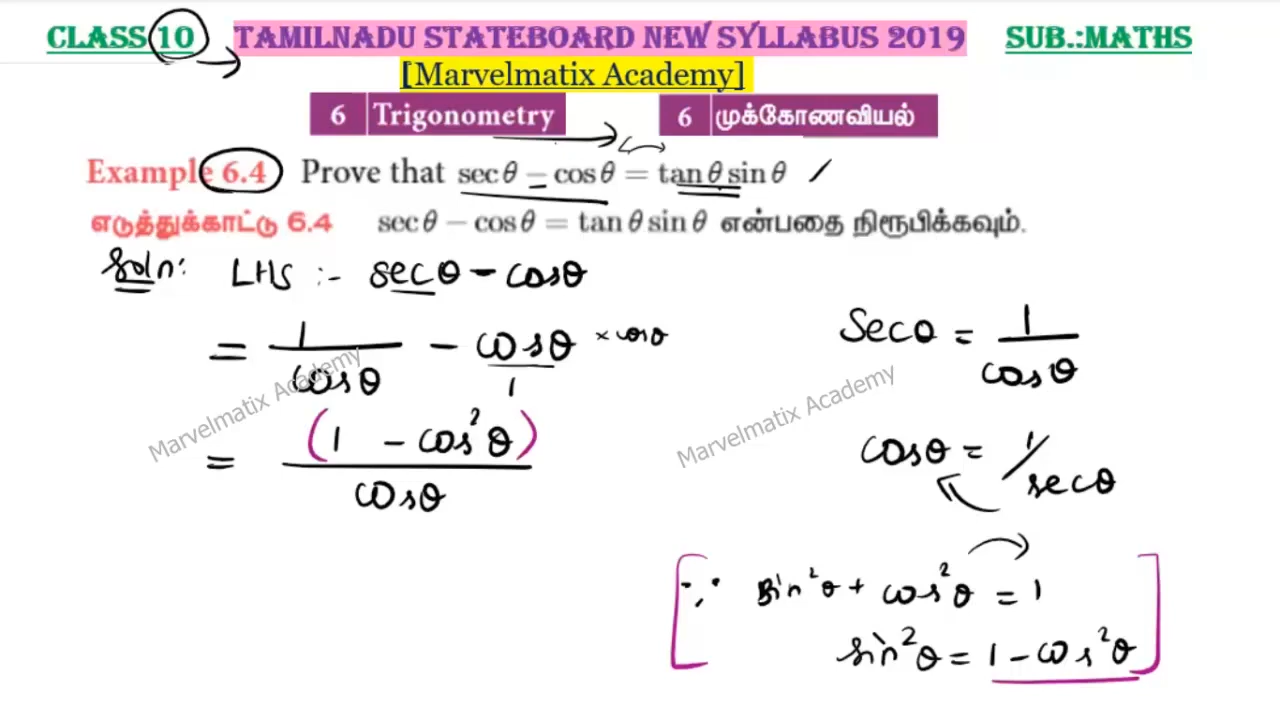 CLASS 10 TAMILNADU STATEBOARD NEW SYLLABUS 2019 SUB.:MATHS
[Marvelmatix Academy]
6 Trigonometry 6 முக்கோணவியல்
Example 6.4 Prove that secθ − cosθ = tanθ sinθ
எடுத்துக்காட்டு 6.4 secθ − cosθ = tanθ sinθ என்பதை நிரூபிக்கவும்.
Soln: LHS :- secθ − cosθ
= 1/cosθ − cosθ/1 × cosθ
= (1 − cos²θ)/cosθ
Secθ = 1/cosθ
cosθ = 1/secθ
[∵ sin²θ + cos²θ = 1
sin²θ = 1 − cos²θ]
Marvelmatix Academy
Marvelmatix Academy